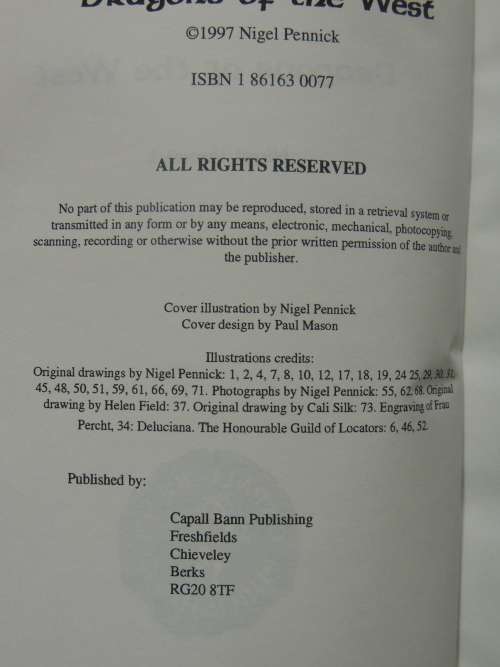 Dragons of the West
©1997 Nigel Pennick
ISBN 1 86163 0077
ALL RIGHTS RESERVED
No part of this publication may be reproduced, stored in a retrieval system or
transmitted in any form or by any means, electronic, mechanical, photocopying,
scanning, recording or otherwise without the prior written permission of the author and
the publisher.
Cover illustration by Nigel Pennick
Cover design by Paul Mason
Illustrations credits:
Original drawings by Nigel Pennick: 1, 2, 4, 7, 8, 10, 12, 17, 18, 19, 24 25, 29, 30,
45, 48, 50, 51, 59, 61, 66, 69, 71. Photographs by Nigel Pennick: 55, 62, 68. Original
drawing by Helen Field: 37. Original drawing by Cali Silk: 73. Engraving of Frau
Percht, 34: Deluciana. The Honourable Guild of Locators: 6, 46, 52.
Published by:
Capall Bann Publishing
Freshfields
Chieveley
Berks
RG20 8TF